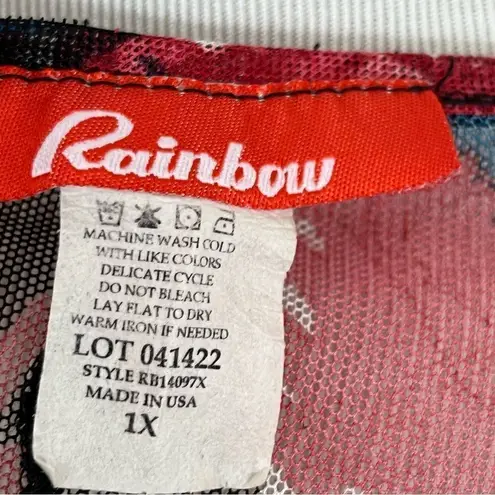 Rainbow
MACHINE WASH COLD
WITH LIKE COLORS
DELICATE CYCLE
DO NOT BLEACH
LAY FLAT TO DRY
WARM IRON IF NEEDED
LOT 041422
STYLE RB14097X
MADE IN USA
1X